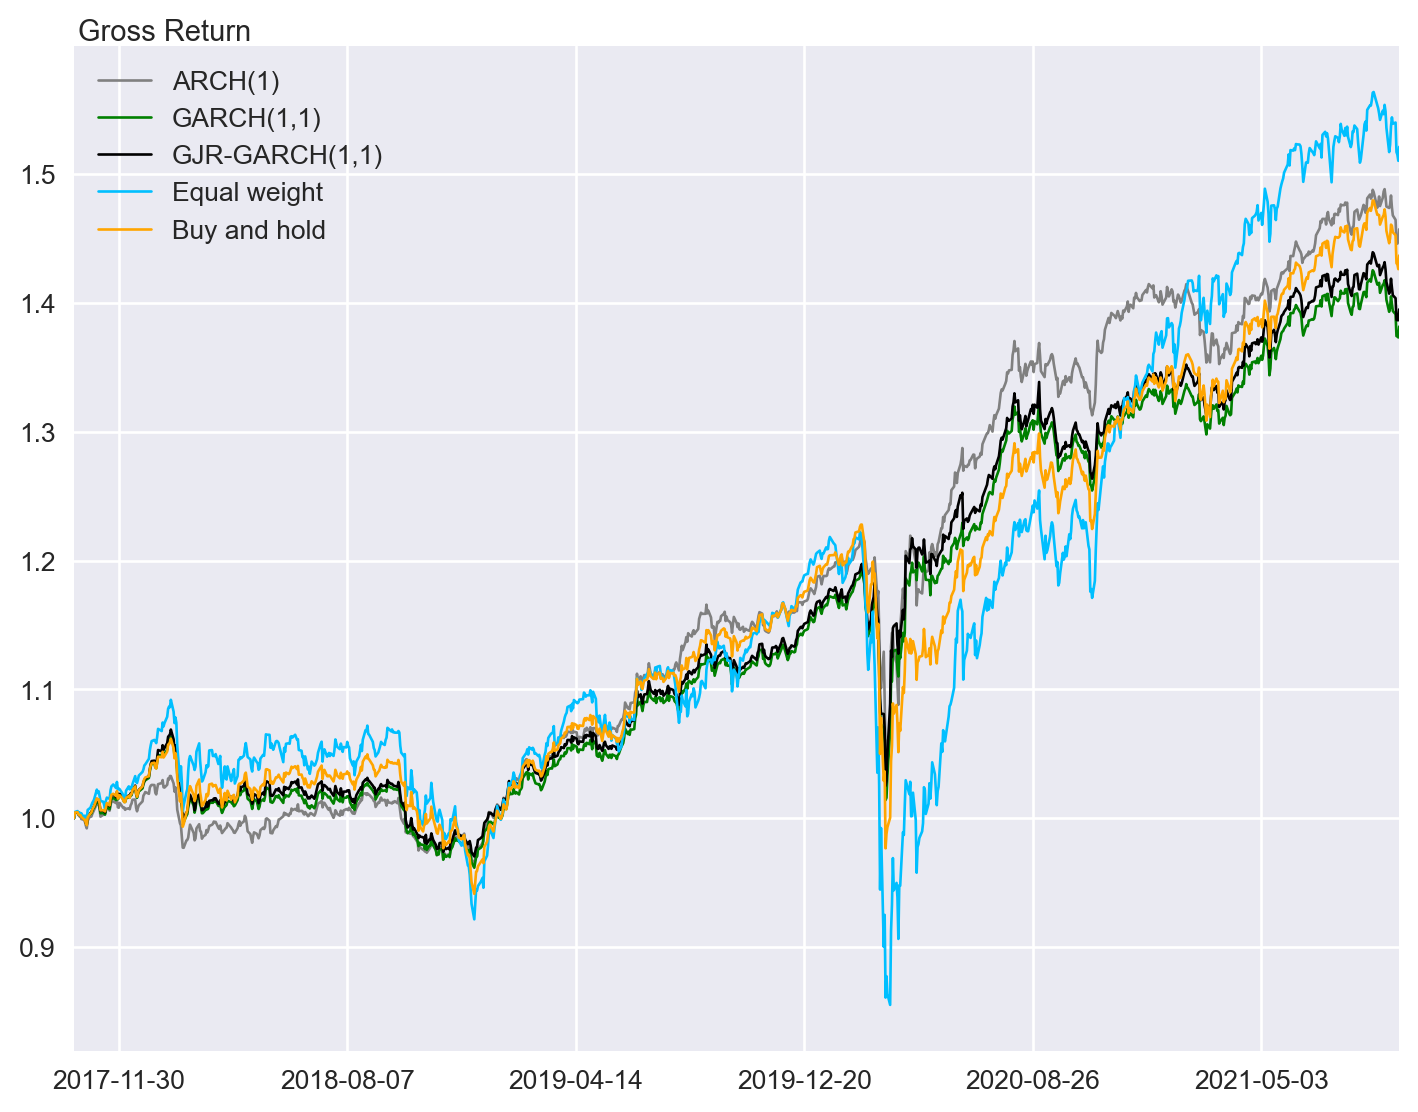 Gross Return
ARCH(1)
GARCH(1,1)
GJR-GARCH(1,1)
Equal weight
Buy and hold
1.5
1.4
1.3
1.2
1.1
1.0
0.9
2017-11-30 2018-08-07 2019-04-14 2019-12-20 2020-08-26 2021-05-03